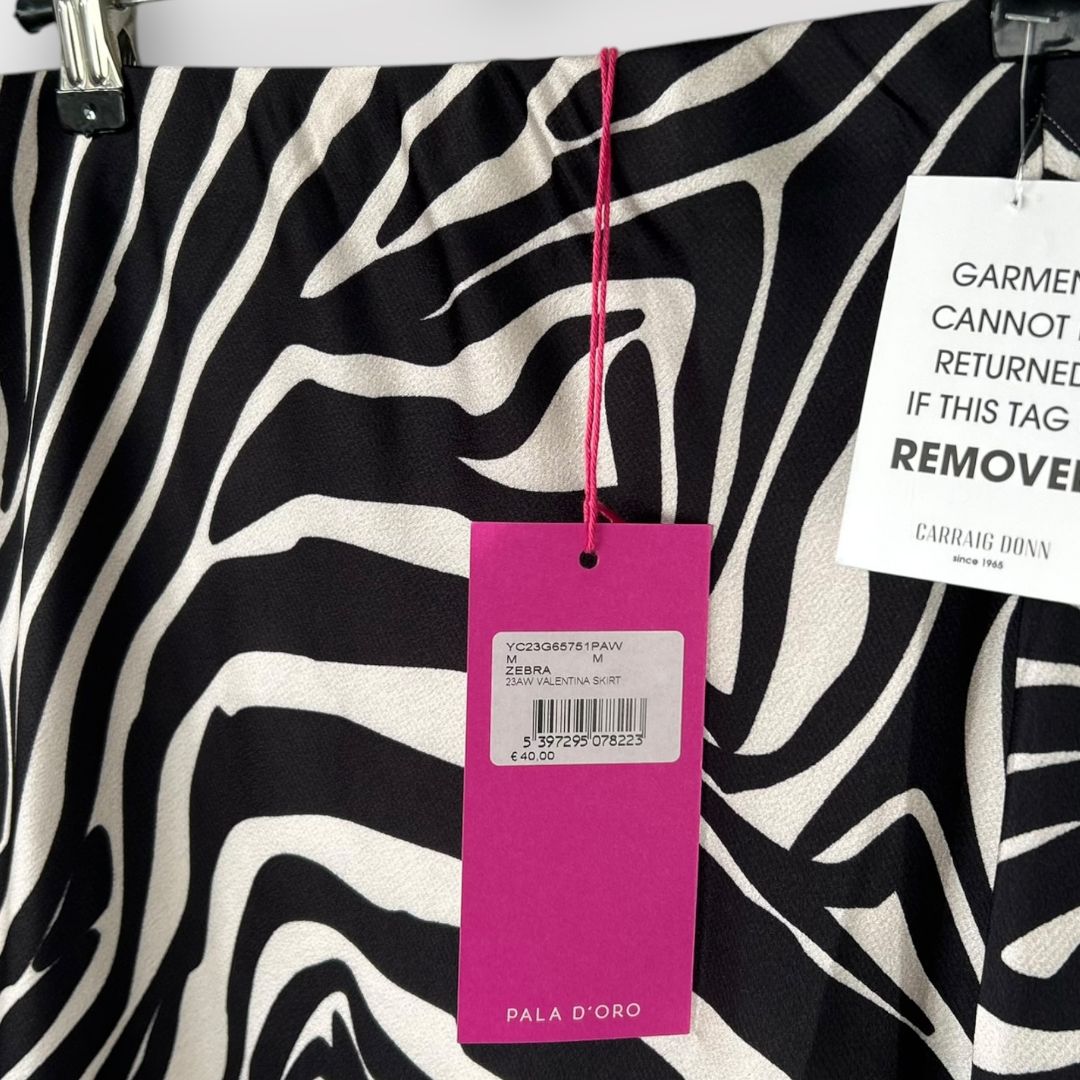 YC23G65751PAW
M M
ZEBRA
23AW VALENTINA SKIRT
5 397295 078223
€ 40,00
PALA D'ORO
GARMEN
CANNOT
RETURNED
IF THIS TAG
REMOVED
CARRAIG DONN
since 1965